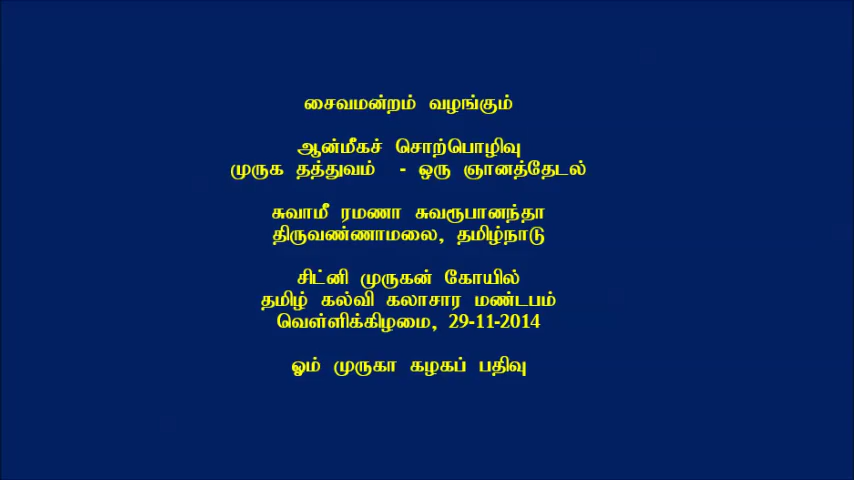 சைவமன்றம் வழங்கும்
ஆன்மீகச் சொற்பொழிவு
முருக தத்துவம் - ஒரு ஞானத்தேடல்
சுவாமீ ரமணா சுவரூபானந்தா
திருவண்ணாமலை, தமிழ்நாடு
சிட்னி முருகன் கோயில்
தமிழ் கல்வி கலாசார மண்டபம்
வெள்ளிக்கிழமை, 29-11-2014
ஓம் முருகா கழகப் பதிவு